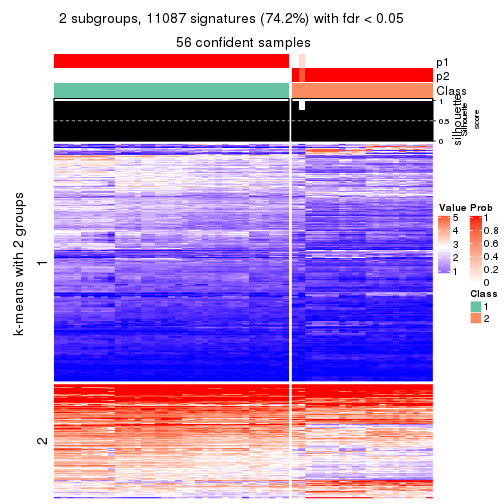 2 subgroups, 11087 signatures (74.2%) with fdr < 0.05
56 confident samples
p1
p2
Class
1
0.5
0
silhouette
Silhouette
score
k-means with 2 groups
1
2
Value
5
4
3
2
1
Prob
1
0.8
0.6
0.4
0.2
0
Class
1
2